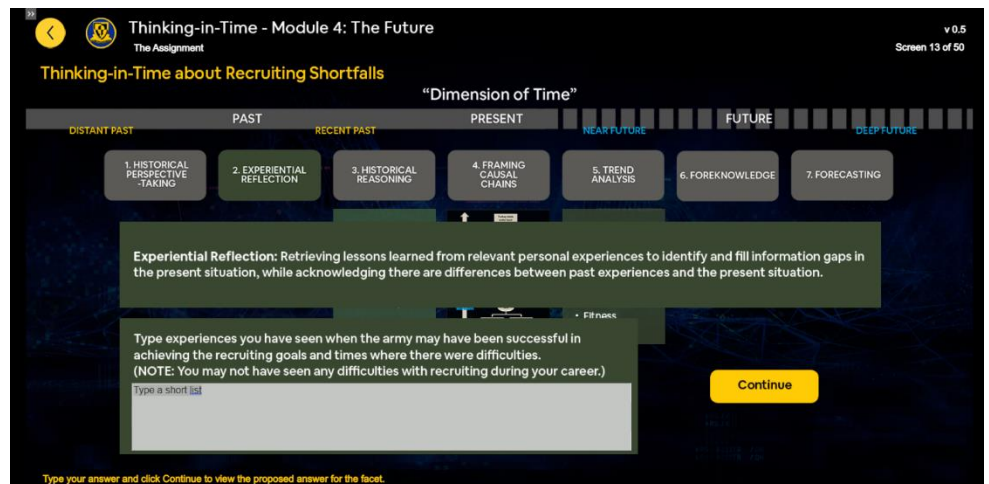 Thinking-in-Time - Module 4: The Future
v 0.5
The Assignment
Screen 13 of 50
Thinking-in-Time about Recruiting Shortfalls
“Dimension of Time”
PAST
PRESENT
FUTURE
DISTANT PAST
RECENT PAST
NEAR FUTURE
DEEP FUTURE
1. HISTORICAL
PERSPECTIVE
-TAKING
2. EXPERIENTIAL
REFLECTION
3. HISTORICAL
REASONING
4. FRAMING
CAUSAL
CHAINS
5. TREND
ANALYSIS
6. FOREKNOWLEDGE
7. FORECASTING
Experiential Reflection: Retrieving lessons learned from relevant personal experiences to identify and fill information gaps in
the present situation, while acknowledging there are differences between past experiences and the present situation.
• Fitness
Type experiences you have seen when the army may have been successful in
achieving the recruiting goals and times where there were difficulties.
(NOTE: You may not have seen any difficulties with recruiting during your career.)
Type a short list
Continue
Type your answer and click Continue to view the proposed answer for the facet.